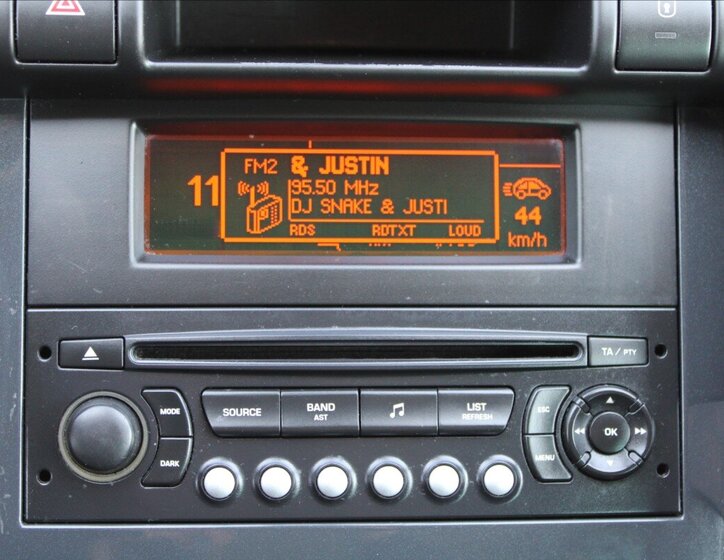 11
FM2 & JUSTIN
95.50 MHz
DJ SNAKE & JUSTI
RDS RDTXT LOUD
44
km/h
TA / PTY
MODE
DARK
SOURCE
BAND
AST
LIST
REFRESH
ESC
MENU
OK